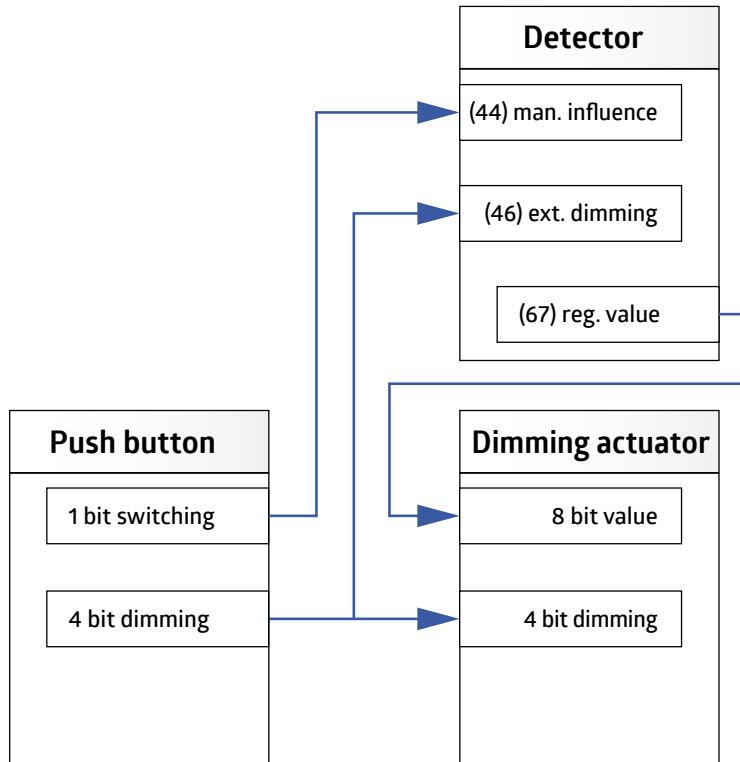 Detector
(44) man. influence
(46) ext. dimming
(67) reg. value
Push button
1 bit switching
4 bit dimming
Dimming actuator
8 bit value
4 bit dimming